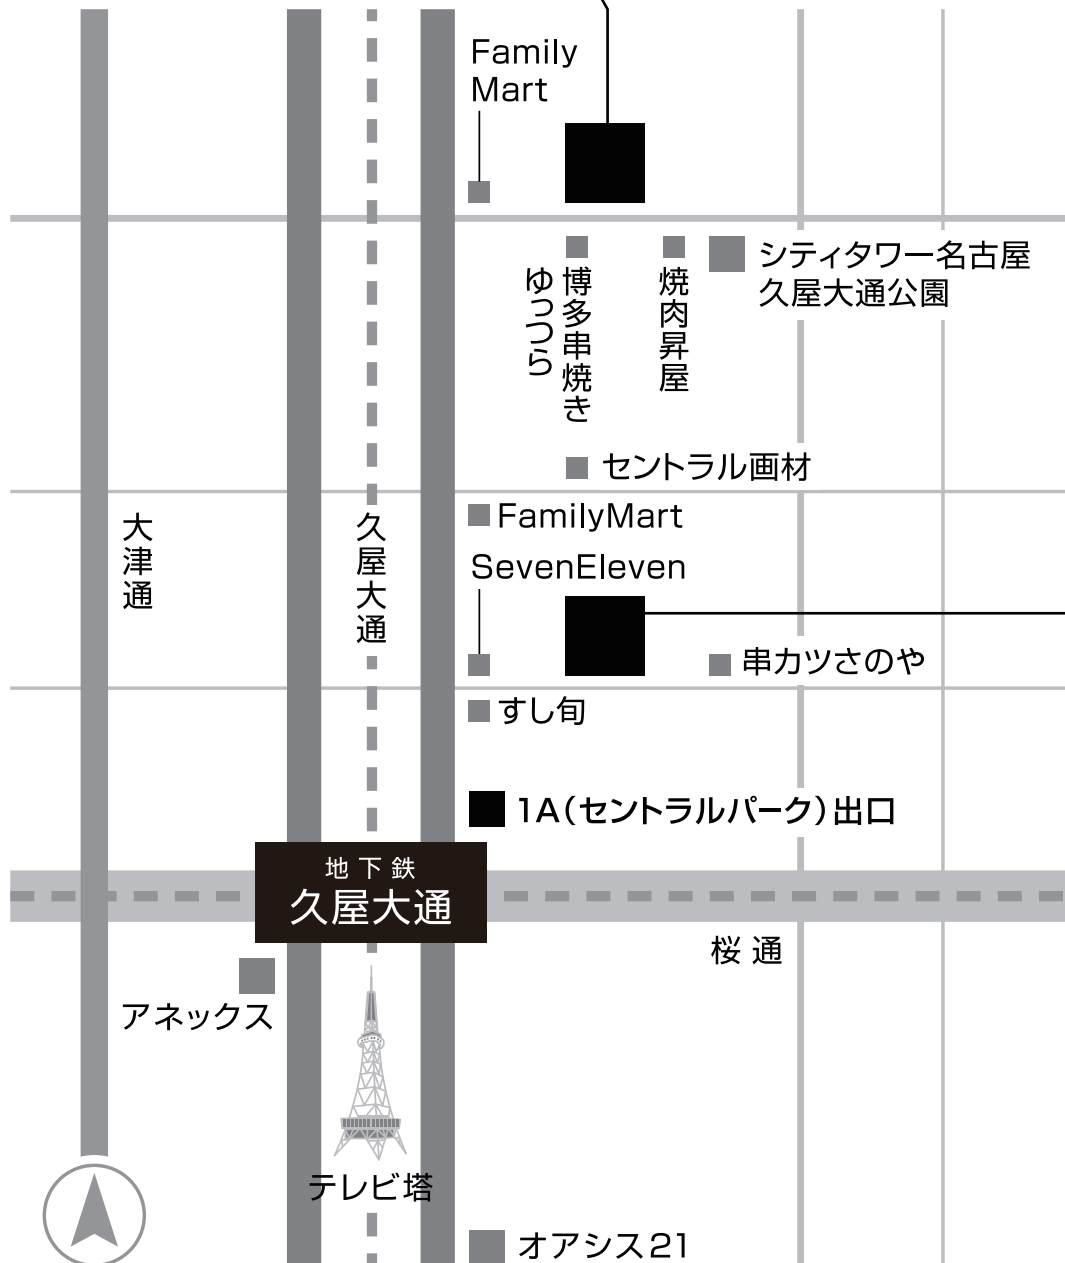 Family
Mart
シティタワー名古屋
久屋大通公園
博多串焼き
ゆっつら
焼肉昇屋
セントラル画材
FamilyMart
大津通
久屋大通
SevenEleven
串カツさのや
すし旬
1A(セントラルパーク)出口
地下鉄
久屋大通
桜通
アネックス
テレビ塔
オアシス21